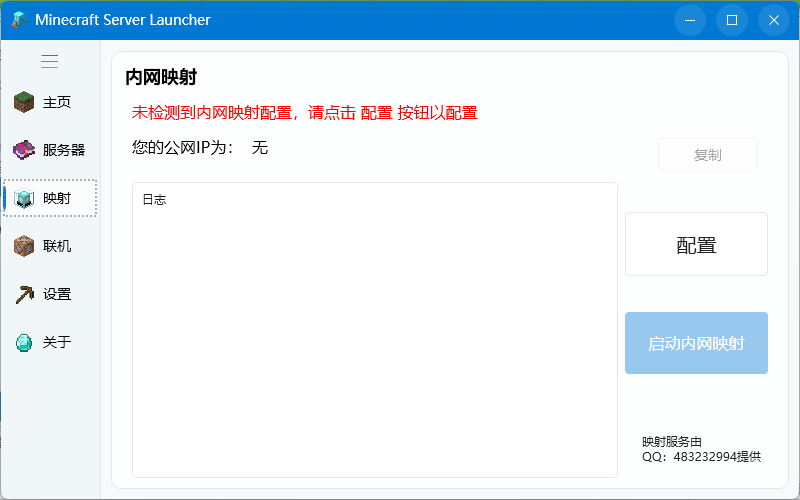 Minecraft Server Launcher
主页
服务器
映射
联机
设置
关于
内网映射
未检测到内网映射配置，请点击 配置 按钮以配置
您的公网IP为： 无
复制
日志
配置
启动内网映射
映射服务由
QQ：483232994提供